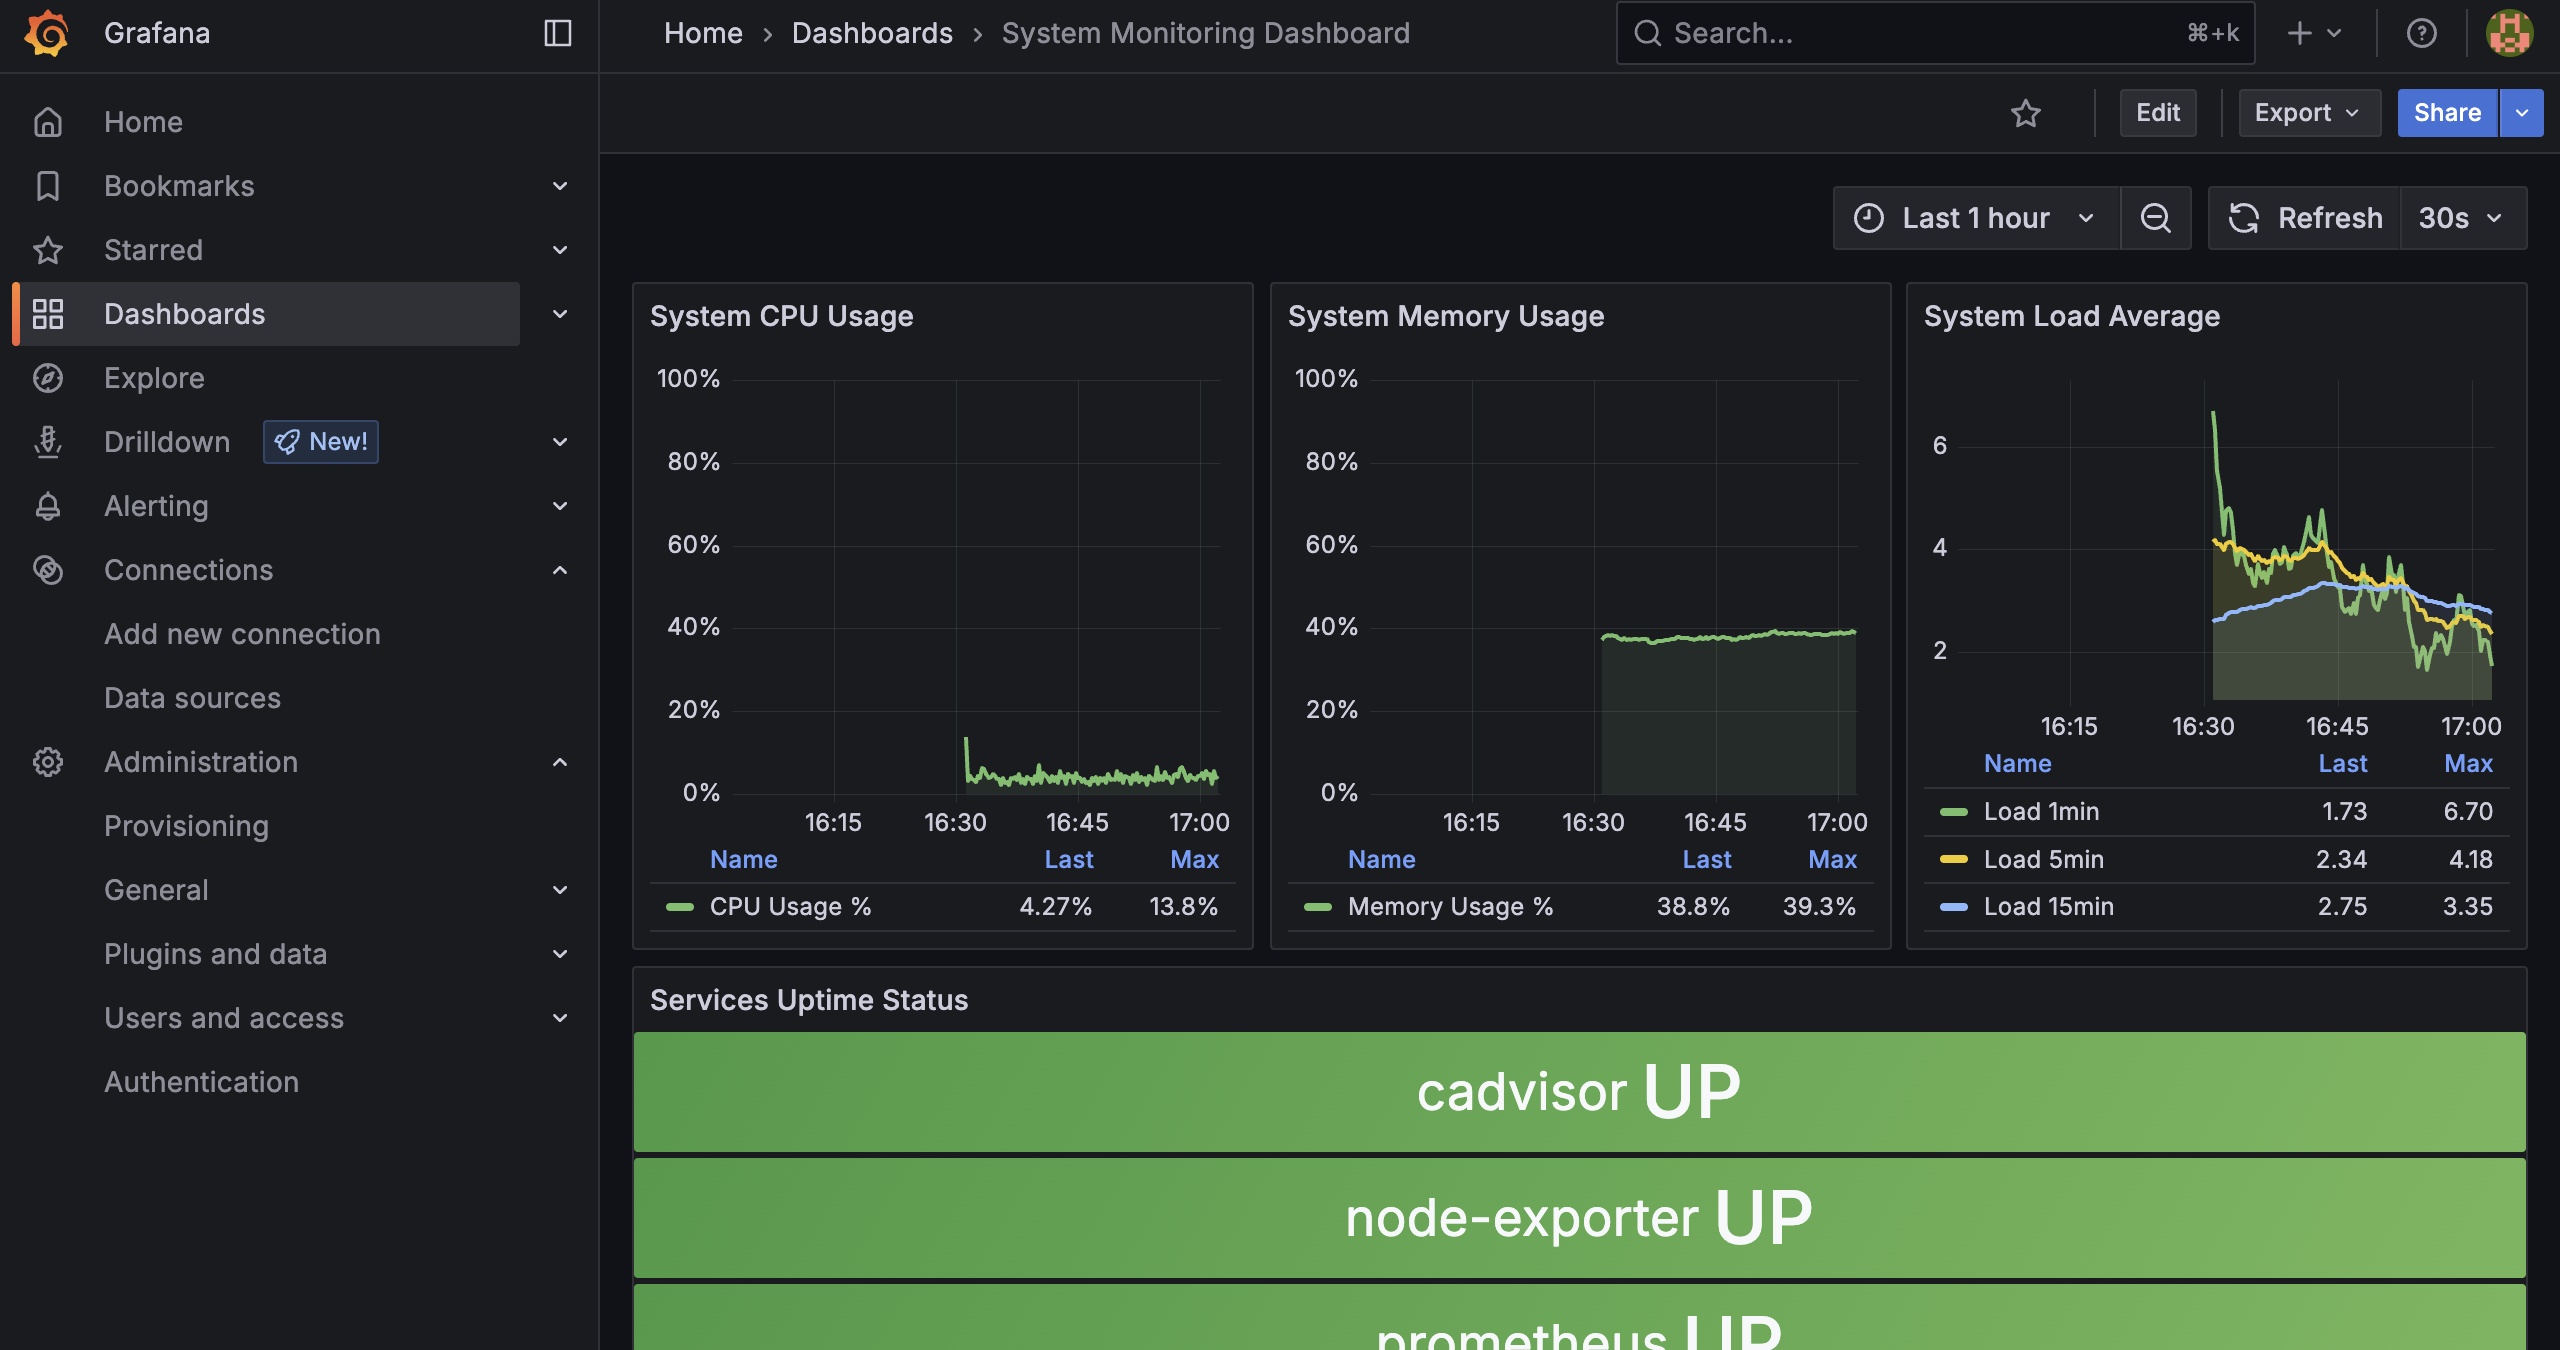 Grafana
Home › Dashboards › System Monitoring Dashboard
Search...
⌘+k
Edit
Export
Share
Home
Bookmarks
Starred
Dashboards
Explore
Drilldown New!
Alerting
Connections
Add new connection
Data sources
Administration
Provisioning
General
Plugins and data
Users and access
Authentication
Last 1 hour
Refresh
30s
System CPU Usage
100%
80%
60%
40%
20%
0%
16:15 16:30 16:45 17:00
Name Last Max
CPU Usage % 4.27% 13.8%
System Memory Usage
100%
80%
60%
40%
20%
0%
16:15 16:30 16:45 17:00
Name Last Max
Memory Usage % 38.8% 39.3%
System Load Average
6
4
2
16:15 16:30 16:45 17:00
Name Last Max
Load 1min 1.73 6.70
Load 5min 2.34 4.18
Load 15min 2.75 3.35
Services Uptime Status
cadvisor UP
node-exporter UP
prometheus UP